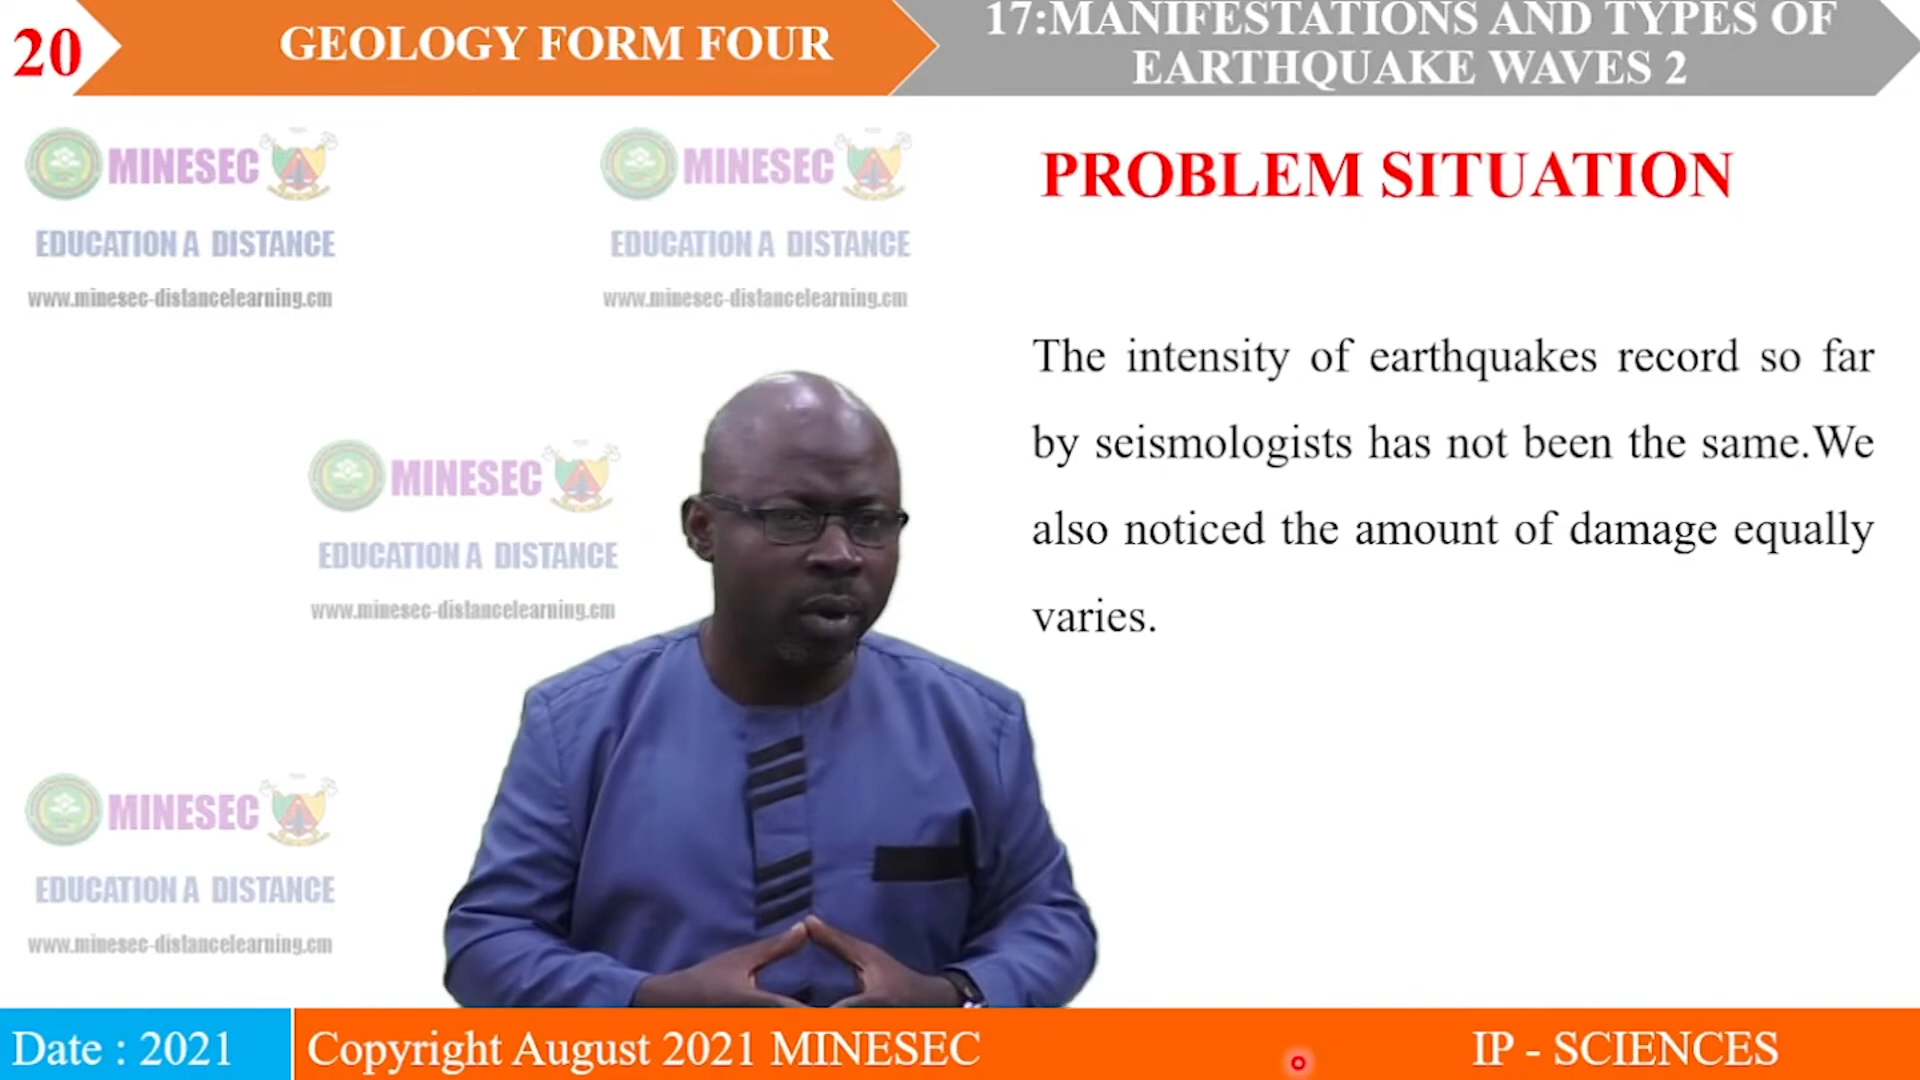 20
GEOLOGY FORM FOUR
17:MANIFESTATIONS AND TYPES OF
EARTHQUAKE WAVES 2
MINESEC
EDUCATION A DISTANCE
www.minesec-distancelearning.cm
MINESEC
EDUCATION A DISTANCE
www.minesec-distancelearning.cm
PROBLEM SITUATION
The intensity of earthquakes record so far
by seismologists has not been the same.We
also noticed the amount of damage equally
varies.
MINESEC
EDUCATION A DISTANCE
www.minesec-distancelearning.cm
MINESEC
EDUCATION A DISTANCE
www.minesec-distancelearning.cm
Date : 2021
Copyright August 2021 MINESEC
IP - SCIENCES